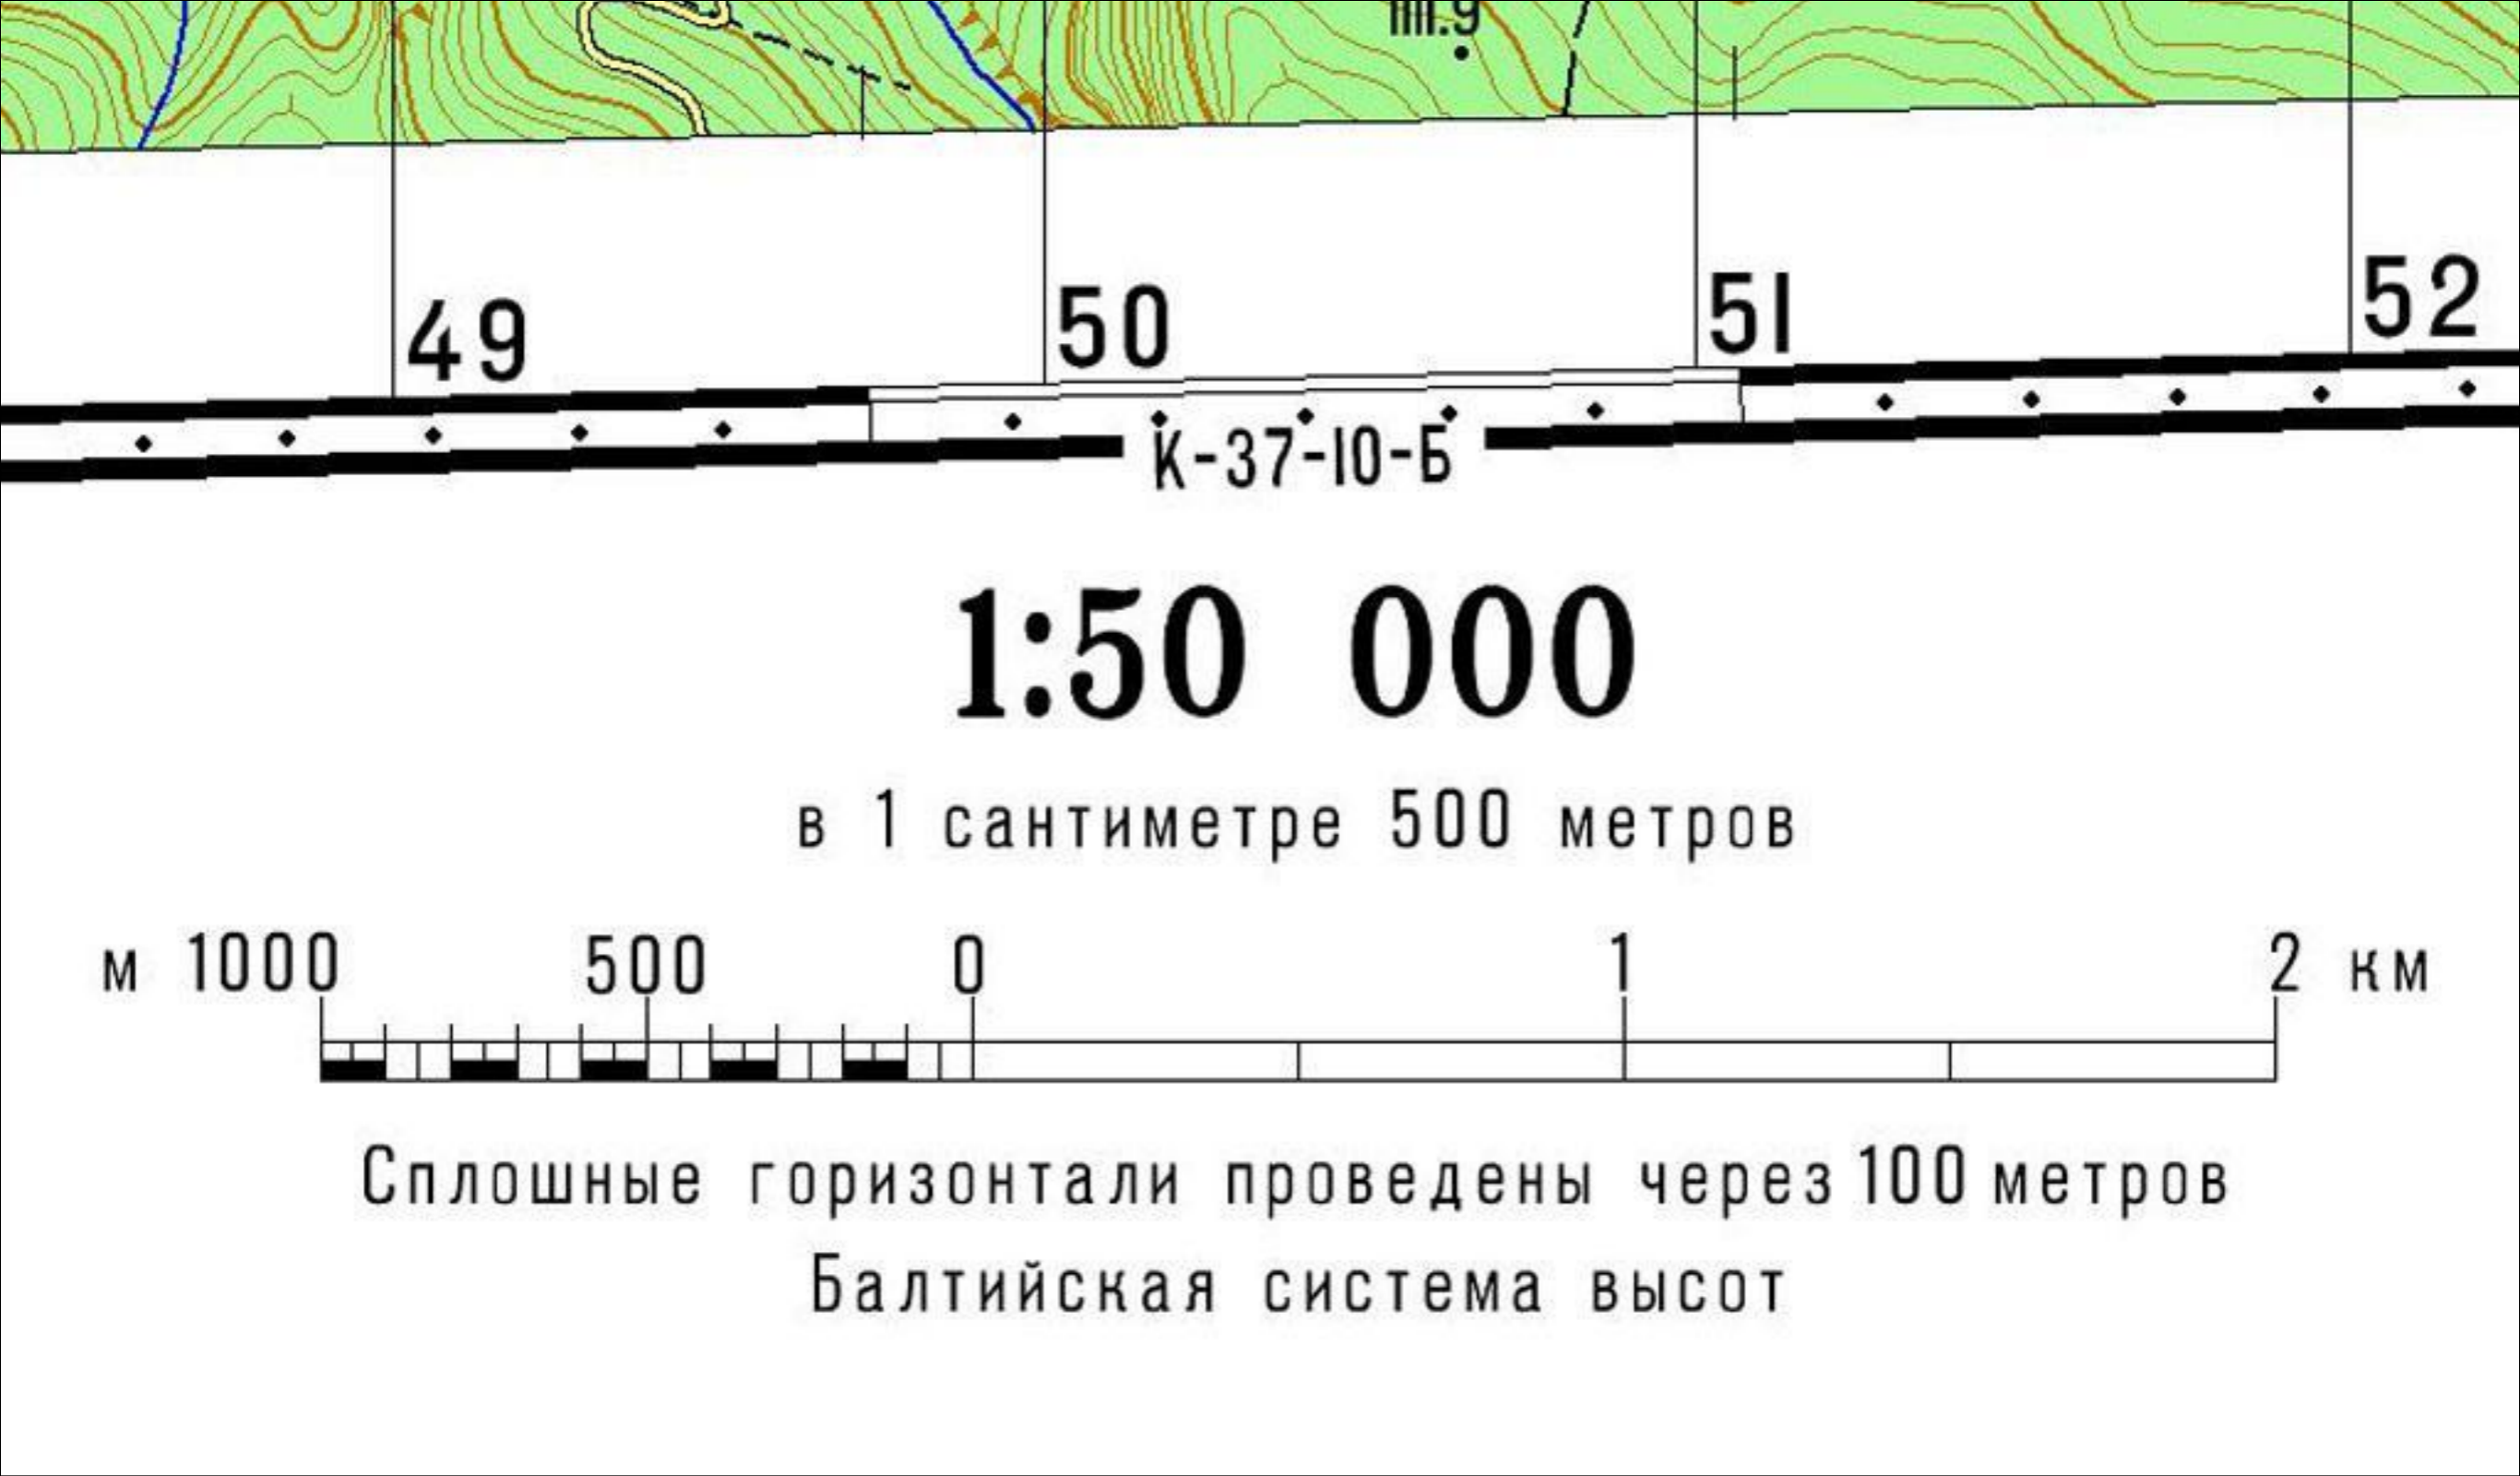 49 50 51 52
К-37-10-Б
1:50 000
в 1 сантиметре 500 метров
м 1000 500 0 1 2 км
Сплошные горизонтали проведены через 100 метров
Балтийская система высот